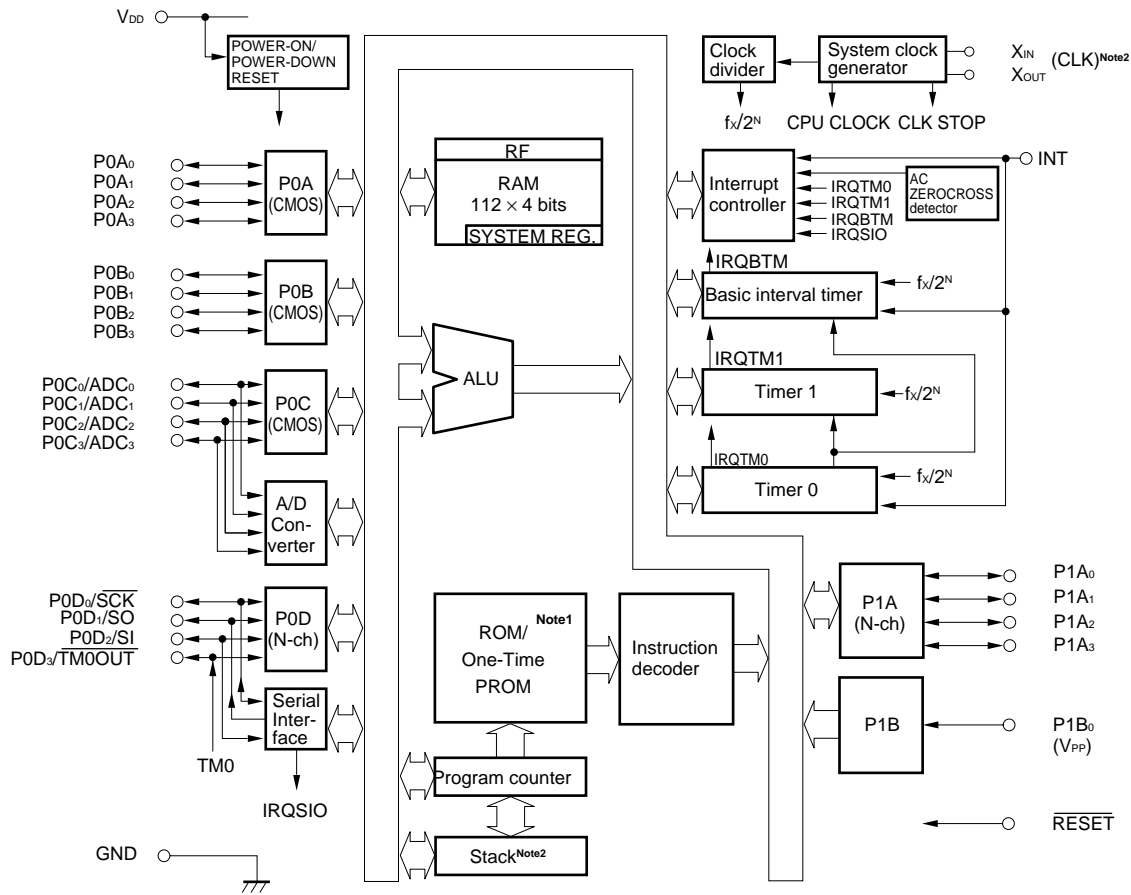 VDD
POWER-ON/
POWER-DOWN
RESET
Clock
divider
System clock
generator
XIN
XOUT
(CLK)Note2
fX/2N
CPU CLOCK
CLK STOP
P0A0
P0A1
P0A2
P0A3
P0A
(CMOS)
RF
RAM
112 × 4 bits
SYSTEM REG.
Interrupt
controller
INT
AC
ZEROCROSS
detector
IRQTM0
IRQTM1
IRQBTM
IRQSIO
P0B0
P0B1
P0B2
P0B3
P0B
(CMOS)
IRQBTM
Basic interval timer
fX/2N
P0C0/ADC0
P0C1/ADC1
P0C2/ADC2
P0C3/ADC3
P0C
(CMOS)
ALU
IRQTM1
Timer 1
fX/2N
IRQTM0
Timer 0
fX/2N
A/D
Con-
verter
P0D0/SCK
P0D1/SO
P0D2/SI
P0D3/TM0OUT
P0D
(N-ch)
Serial
Inter-
face
TM0
IRQSIO
ROM/ Note1
One-Time
PROM
Instruction
decoder
Program counter
StackNote2
P1A
(N-ch)
P1A0
P1A1
P1A2
P1A3
P1B
P1B0
(VPP)
RESET
GND